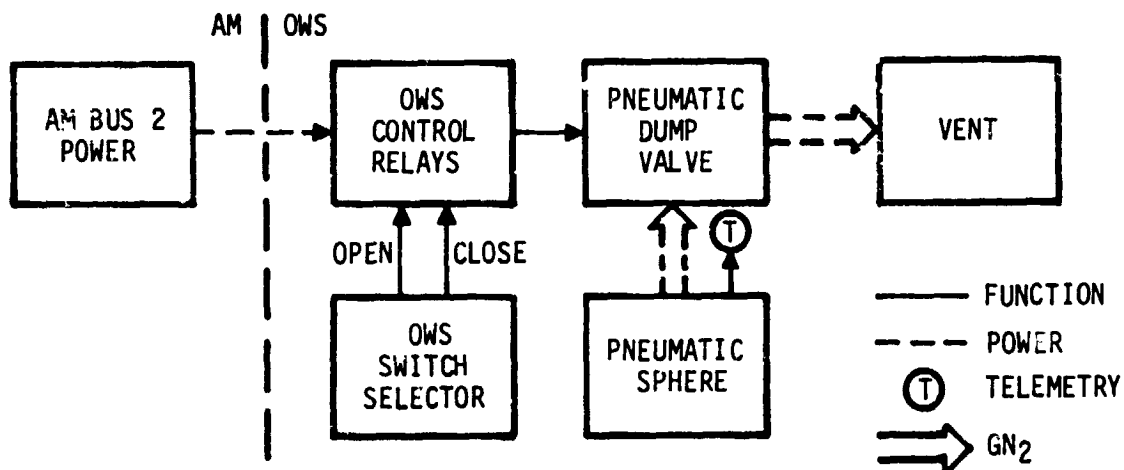 AM OWS
AM BUS 2
POWER
OWS
CONTROL
RELAYS
PNEUMATIC
DUMP
VALVE
VENT
OPEN
CLOSE
T
OWS
SWITCH
SELECTOR
PNEUMATIC
SPHERE
FUNCTION
POWER
T TELEMETRY
GN2